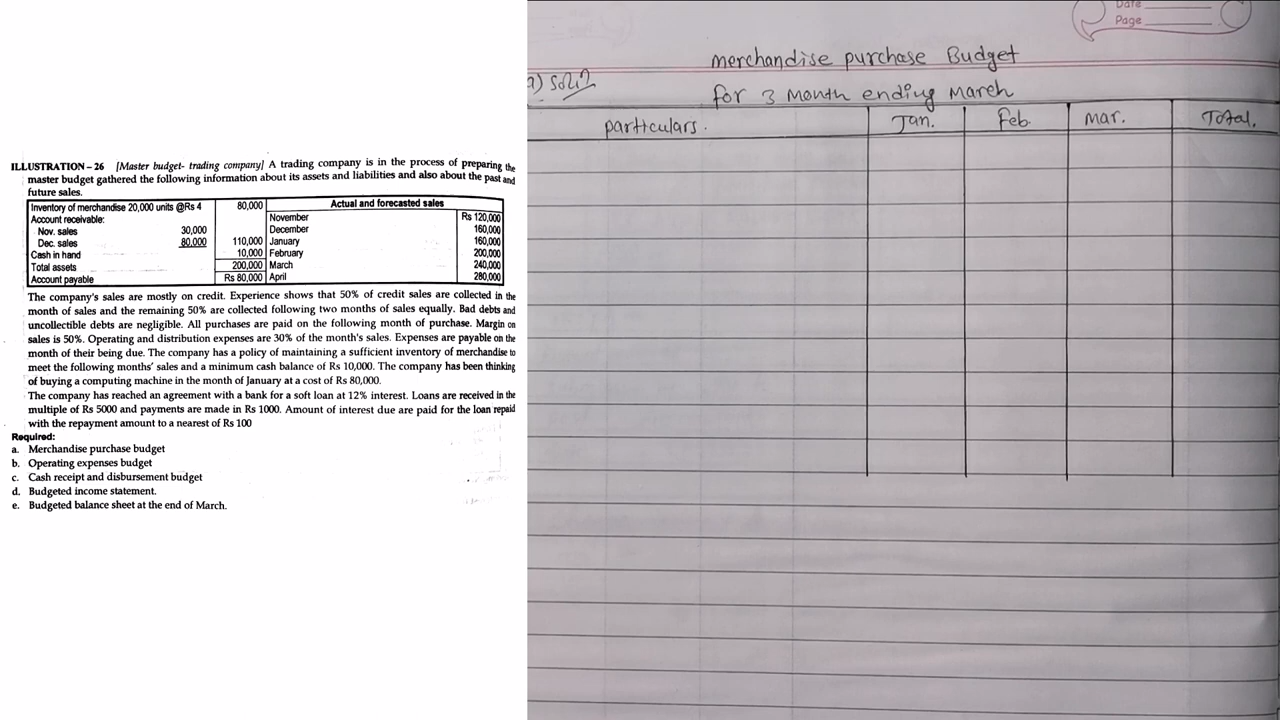 ILLUSTRATION – 26 [Master budget- trading company] A trading company is in the process of preparing the
master budget gathered the following information about its assets and liabilities and also about the past and
future sales.
Inventory of merchandise 20,000 units @Rs 4 80,000 Actual and forecasted sales
Account receivable: November Rs 120,000
Nov. sales 30,000 December 160,000
Dec. sales 80,000 110,000 January 160,000
Cash in hand 10,000 February 200,000
Total assets 200,000 March 240,000
Account payable Rs 80,000 April 280,000
The company's sales are mostly on credit. Experience shows that 50% of credit sales are collected in the
month of sales and the remaining 50% are collected following two months of sales equally. Bad debts and
uncollectible debts are negligible. All purchases are paid on the following month of purchase. Margin on
sales is 50%. Operating and distribution expenses are 30% of the month's sales. Expenses are payable on the
month of their being due. The company has a policy of maintaining a sufficient inventory of merchandise to
meet the following months' sales and a minimum cash balance of Rs 10,000. The company has been thinking
of buying a computing machine in the month of January at a cost of Rs 80,000.
The company has reached an agreement with a bank for a soft loan at 12% interest. Loans are received in the
multiple of Rs 5000 and payments are made in Rs 1000. Amount of interest due are paid for the loan repaid
with the repayment amount to a nearest of Rs 100
Required:
a. Merchandise purchase budget
b. Operating expenses budget
c. Cash receipt and disbursement budget
d. Budgeted income statement.
e. Budgeted balance sheet at the end of March.
Date
Page
merchandise purchase Budget
for 3 Month ending March
particulars. Jan. Feb. mar. Total.